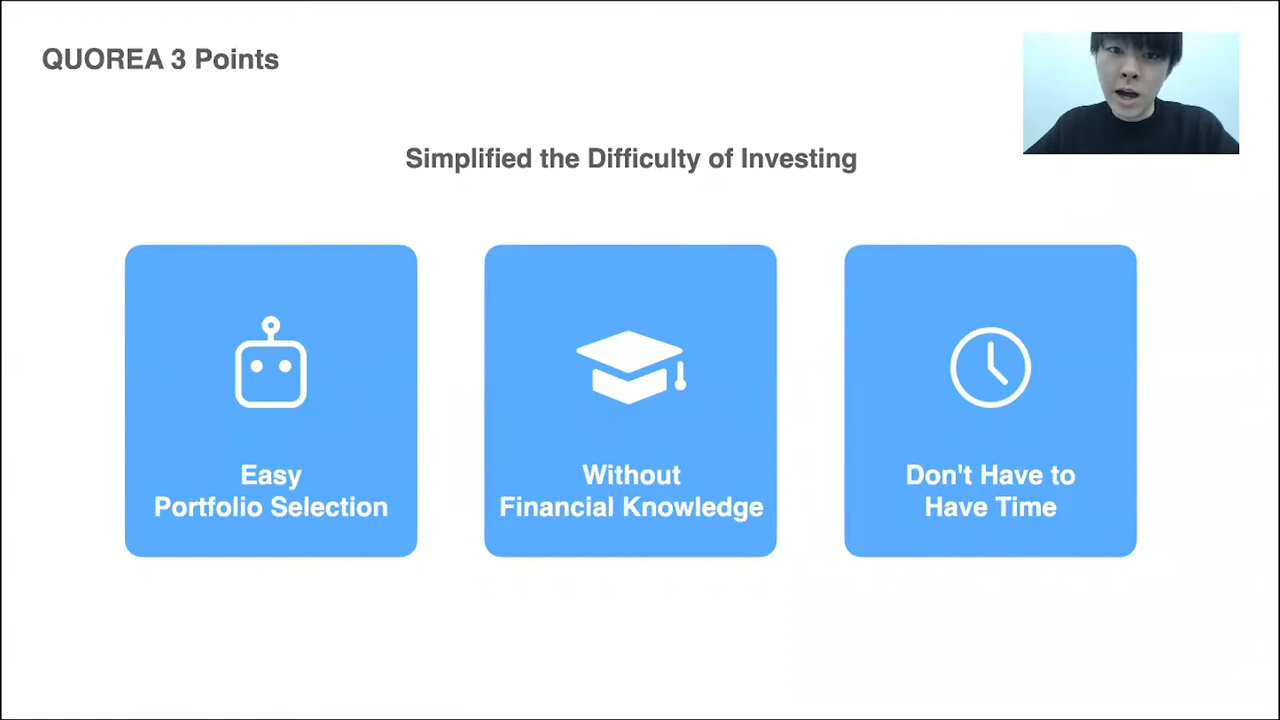 QUOREA 3 Points
Simplified the Difficulty of Investing
Easy
Portfolio Selection
Without
Financial Knowledge
Don't Have to
Have Time